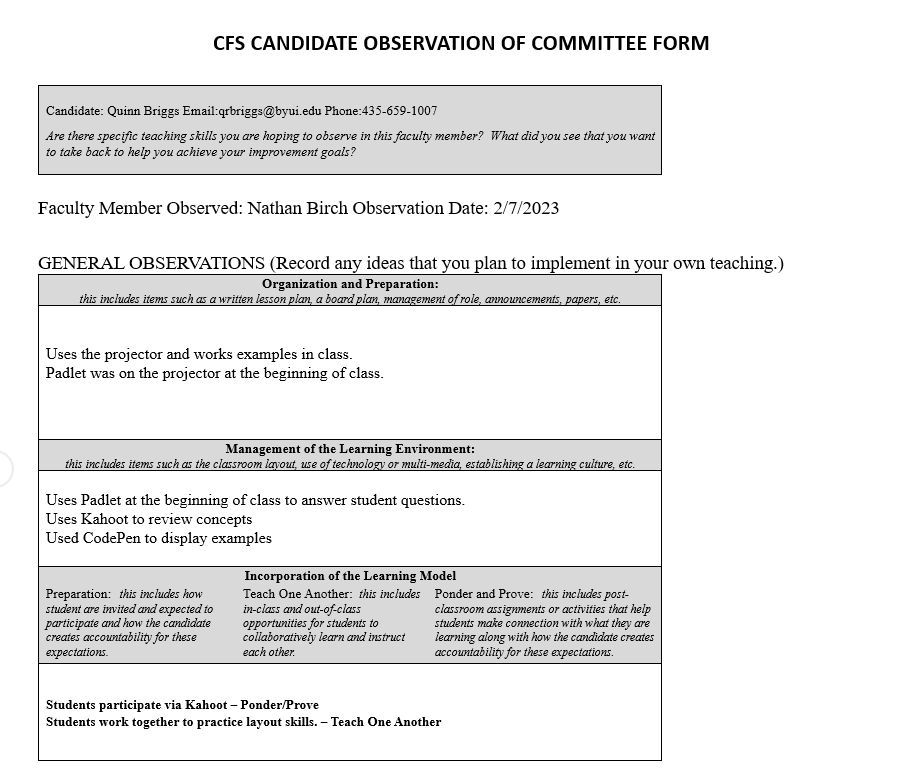 CFS CANDIDATE OBSERVATION OF COMMITTEE FORM
Candidate: Quinn Briggs Email:qrbriggs@byui.edu Phone:435-659-1007
Are there specific teaching skills you are hoping to observe in this faculty member? What did you see that you want
to take back to help you achieve your improvement goals?
Faculty Member Observed: Nathan Birch Observation Date: 2/7/2023
GENERAL OBSERVATIONS (Record any ideas that you plan to implement in your own teaching.)
Organization and Preparation:
this includes items such as a written lesson plan, a board plan, management of role, announcements, papers, etc.
Uses the projector and works examples in class.
Padlet was on the projector at the beginning of class.
Management of the Learning Environment:
this includes items such as the classroom layout, use of technology or multi-media, establishing a learning culture, etc.
Uses Padlet at the beginning of class to answer student questions.
Uses Kahoot to review concepts
Used CodePen to display examples
Incorporation of the Learning Model
Preparation: this includes how
student are invited and expected to
participate and how the candidate
creates accountability for these
expectations.
Teach One Another: this includes
in-class and out-of-class
opportunities for students to
collaboratively learn and instruct
each other.
Ponder and Prove: this includes post-
classroom assignments or activities that help
students make connection with what they are
learning along with how the candidate creates
accountability for these expectations.
Students participate via Kahoot – Ponder/Prove
Students work together to practice layout skills. – Teach One Another